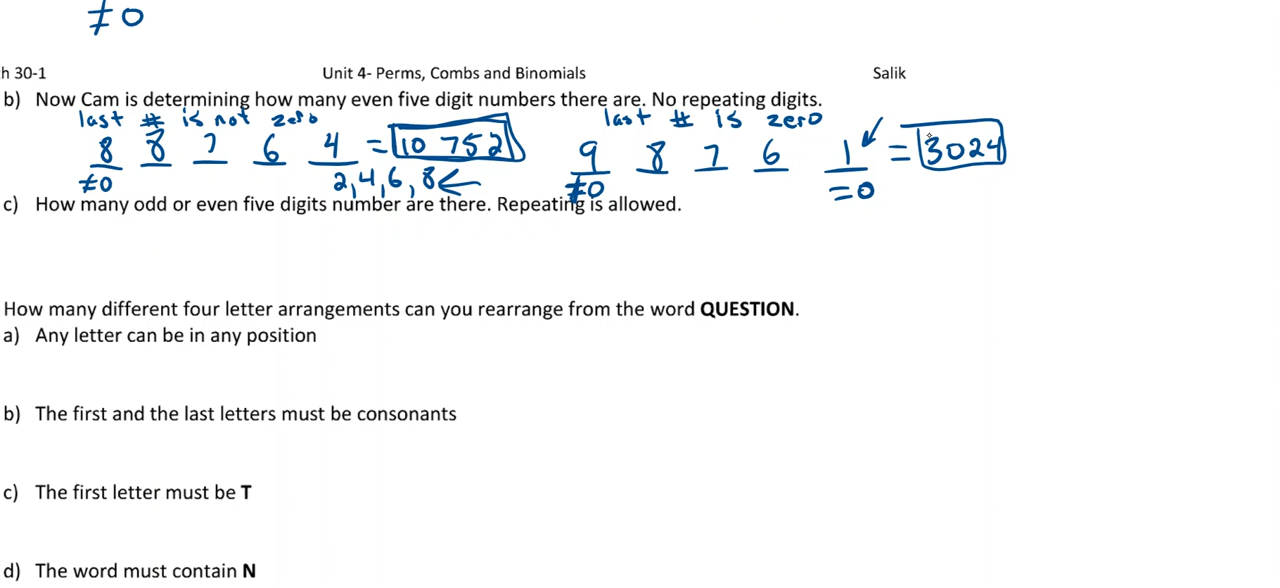 ≠0
h 30-1 Unit 4- Perms, Combs and Binomials Salik
b) Now Cam is determining how many even five digit numbers there are. No repeating digits.
last # is not zero last # is zero
8 8 7 6 4 = 10 752 9 8 7 6 1 = 3024
≠0 2,4,6,8 ≠0 =0
c) How many odd or even five digits number are there. Repeating is allowed.
How many different four letter arrangements can you rearrange from the word QUESTION.
a) Any letter can be in any position
b) The first and the last letters must be consonants
c) The first letter must be T
d) The word must contain N